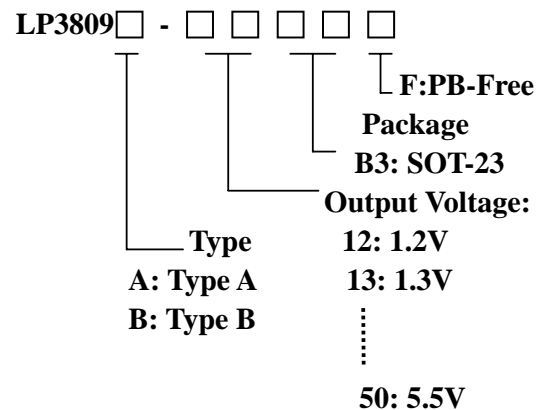 LP3809□ - □ □ □ □ □
F:PB-Free
Package
B3: SOT-23
Output Voltage:
Type 12: 1.2V
A: Type A 13: 1.3V
B: Type B
50: 5.5V